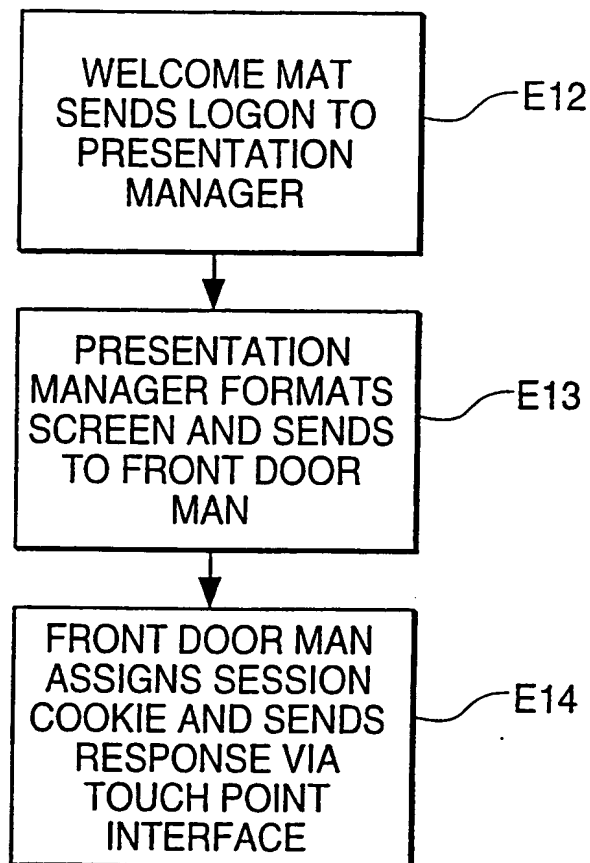 WELCOME MAT
SENDS LOGON TO
PRESENTATION
MANAGER
E12
PRESENTATION
MANAGER FORMATS
SCREEN AND SENDS
TO FRONT DOOR
MAN
E13
FRONT DOOR MAN
ASSIGNS SESSION
COOKIE AND SENDS
RESPONSE VIA
TOUCH POINT
INTERFACE
E14